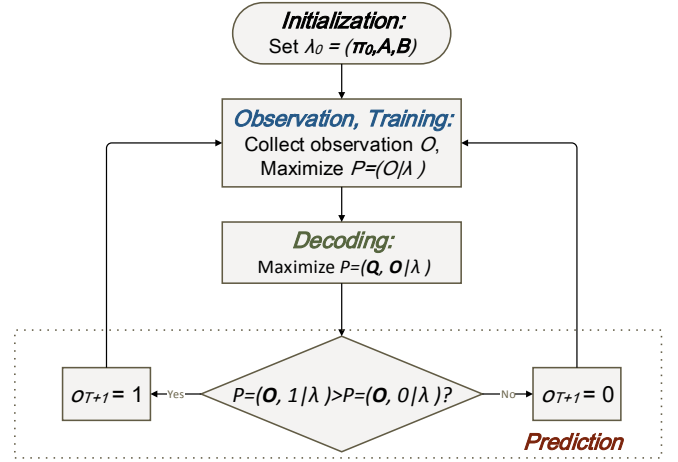 Initialization:
Set λ0 = (π0,A,B)
Observation, Training:
Collect observation O,
Maximize P=(O|λ )
Decoding:
Maximize P=(Q, O|λ )
oT+1 = 1
Yes
P=(O, 1|λ )>P=(O, 0|λ )?
No
oT+1 = 0
Prediction